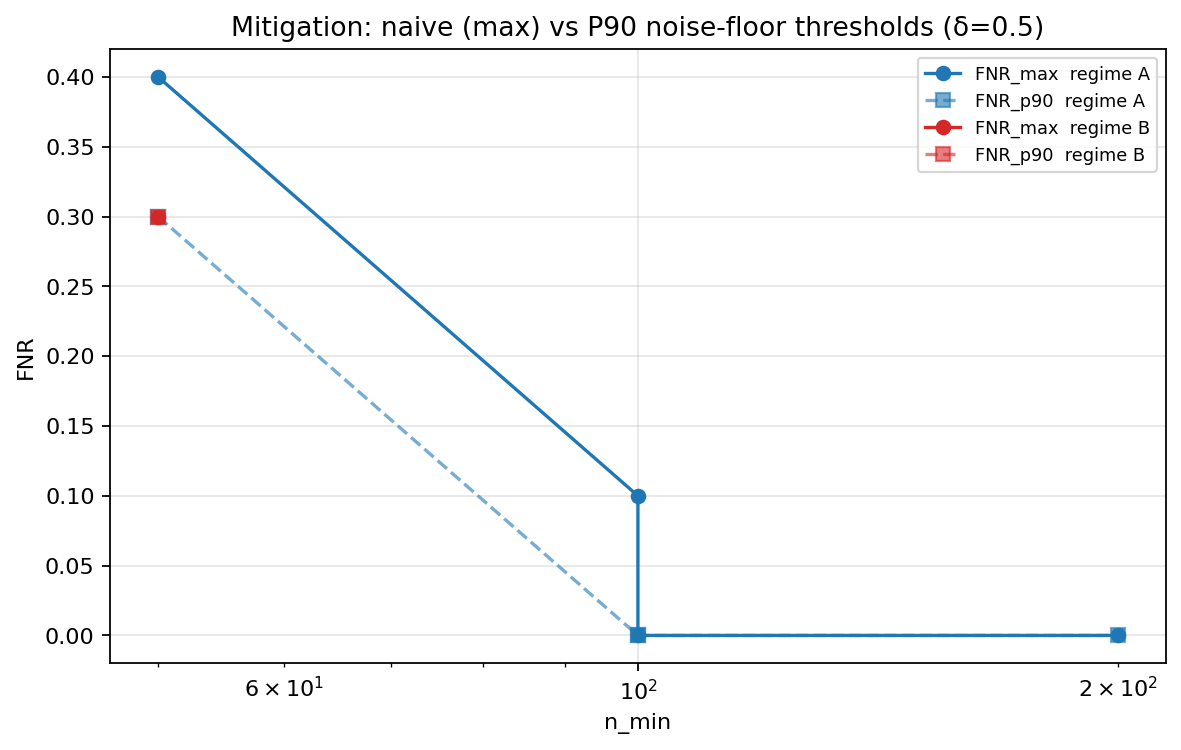 Mitigation: naive (max) vs P90 noise-floor thresholds (δ=0.5)
FNR_max  regime A
FNR_p90  regime A
FNR_max  regime B
FNR_p90  regime B
0.40
0.35
0.30
0.25
0.20
0.15
0.10
0.05
0.00
FNR
6 × 10¹
10²
2 × 10²
n_min